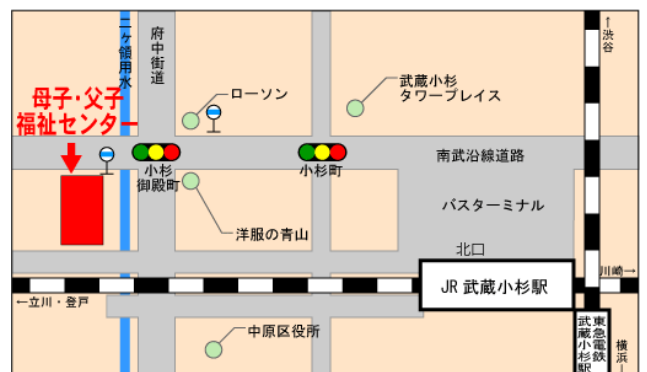 二ヶ領用水
府中街道
←渋谷
母子・父子
福祉センター
ローソン
武蔵小杉
タワープレイス
小杉
御殿町
小杉町
南武沿線道路
バスターミナル
洋服の青山
北口
川崎→
JR 武蔵小杉駅
←立川・登戸
中原区役所
東急電鉄
武蔵小杉駅
横浜